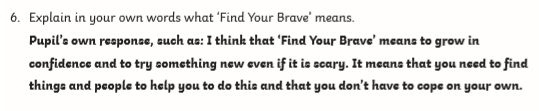 6. Explain in your own words what ‘Find Your Brave’ means.
Pupil’s own response, such as: I think that ‘Find Your Brave’ means to grow in
confidence and to try something new even if it is scary. It means that you need to find
things and people to help you to do this and that you don’t have to cope on your own.